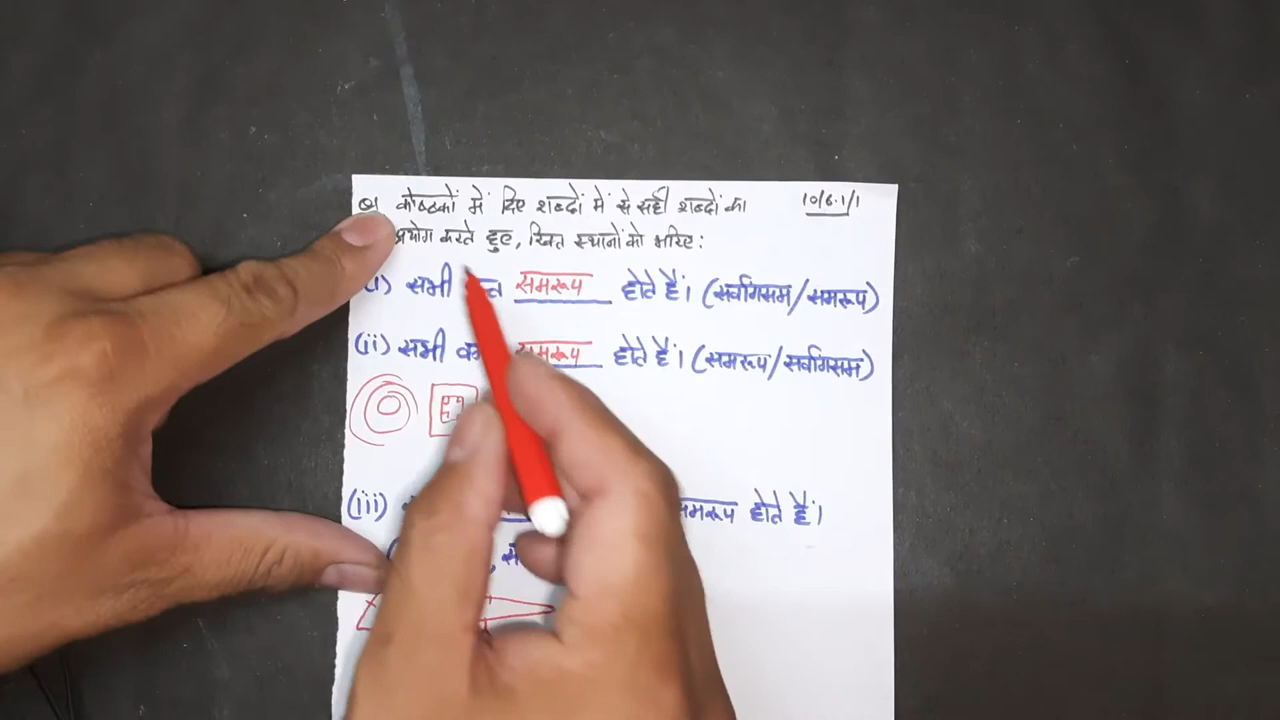 Q कोष्ठकों में दिए शब्दों में से सही शब्दों का 10/6.1/1
प्रयोग करते हुए, रिक्त स्थानों को भरिए:
(i) सभी समरूप होते हैं। (सर्वांगसम/समरूप)
(ii) सभी समरूप होते हैं। (समरूप/सर्वांगसम)
(iii) समरूप होते हैं।